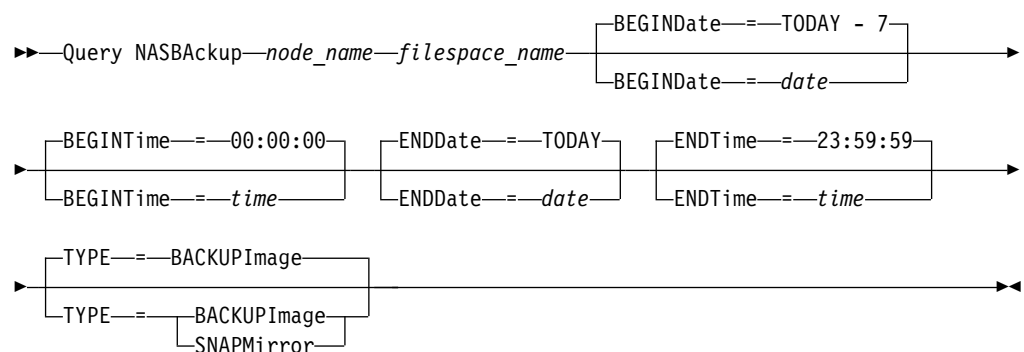 BEGINDate = TODAY - 7
Query NASBAckup node_name filespace_name
BEGINDate = date
BEGINTime = 00:00:00 ENDDate = TODAY ENDTime = 23:59:59
BEGINTime = time ENDDate = date ENDTime = time
TYPE = BACKUPImage
TYPE = BACKUPImage
SNAPMirror